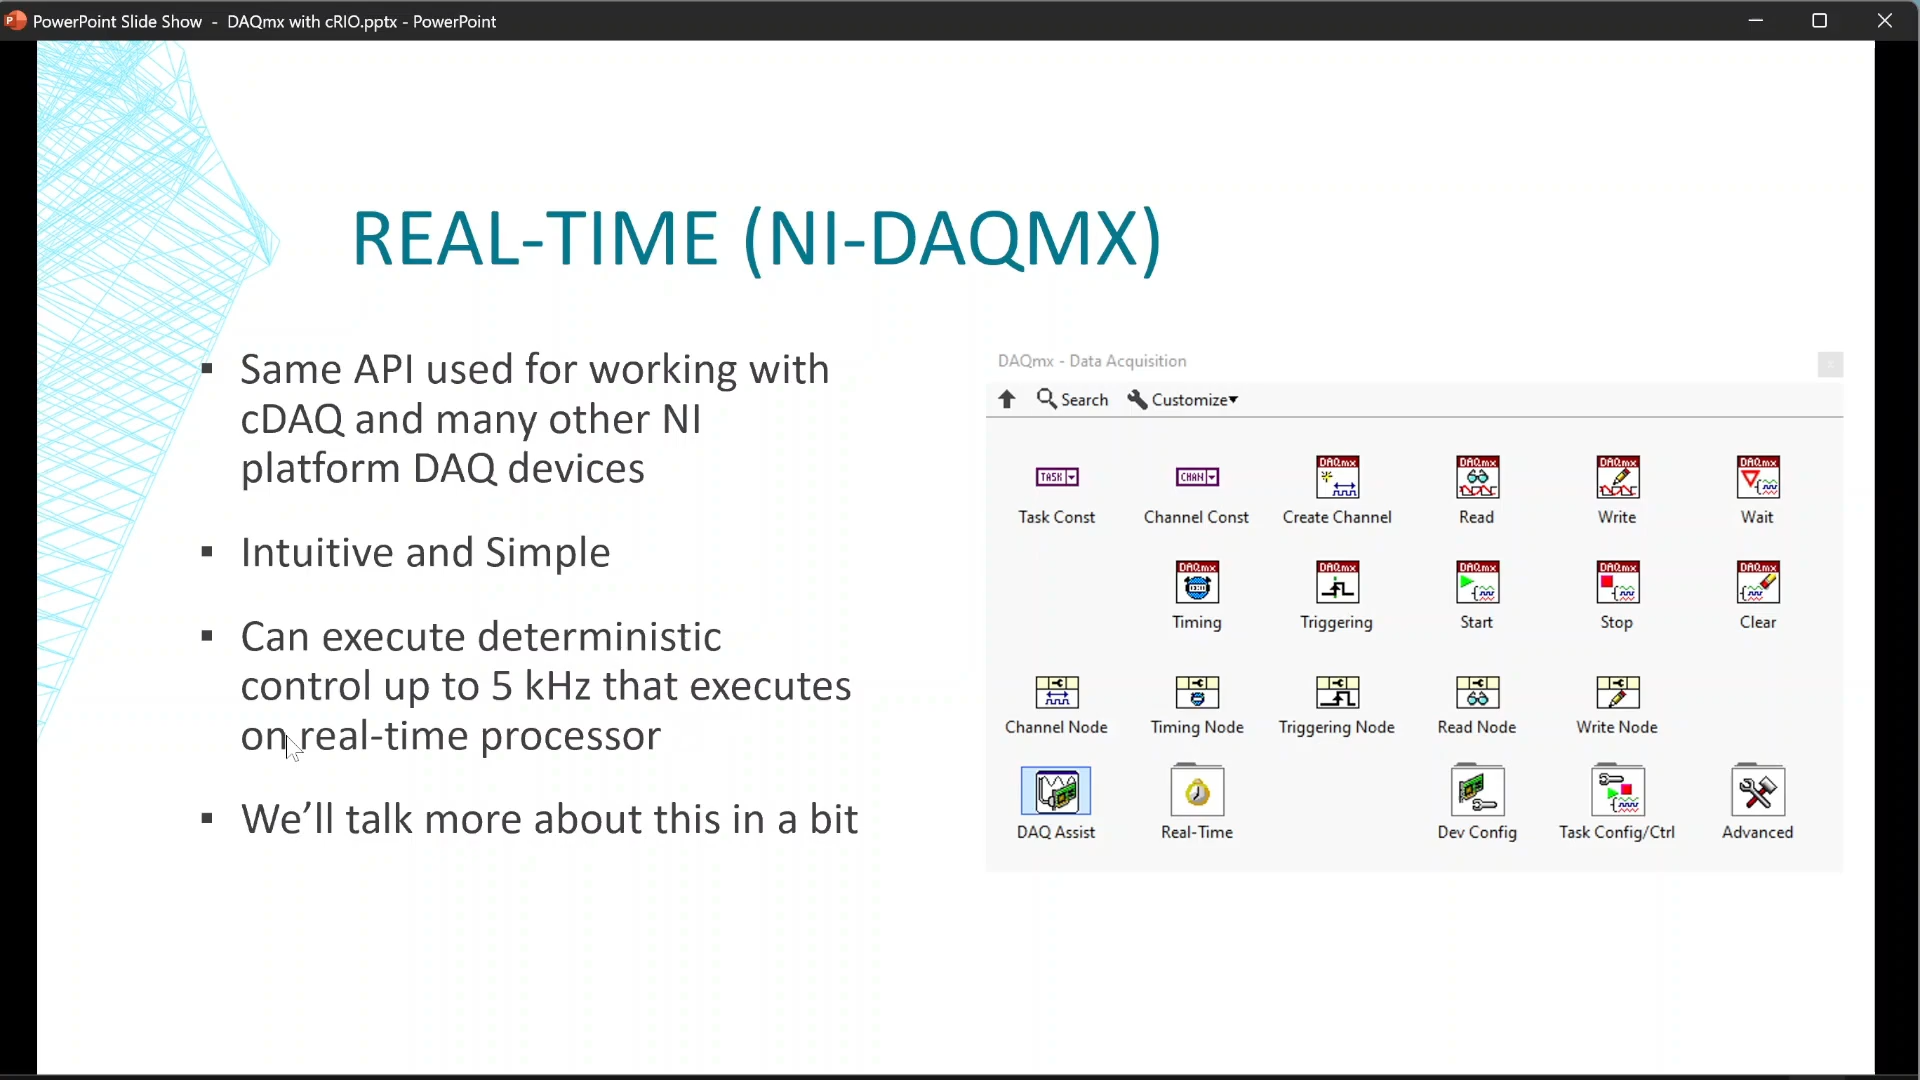 PowerPoint Slide Show - DAQmx with cRIO.pptx - PowerPoint
REAL-TIME (NI-DAQMX)
▪ Same API used for working with
cDAQ and many other NI
platform DAQ devices
▪ Intuitive and Simple
▪ Can execute deterministic
control up to 5 kHz that executes
on real-time processor
▪ We’ll talk more about this in a bit
DAQmx - Data Acquisition
Search Customize
TASK CHAN DAQmx DAQmx DAQmx DAQmx
Task Const Channel Const Create Channel Read Write Wait
DAQmx DAQmx DAQmx DAQmx DAQmx
Timing Triggering Start Stop Clear
Channel Node Timing Node Triggering Node Read Node Write Node
DAQ Assist Real-Time Dev Config Task Config/Ctrl Advanced